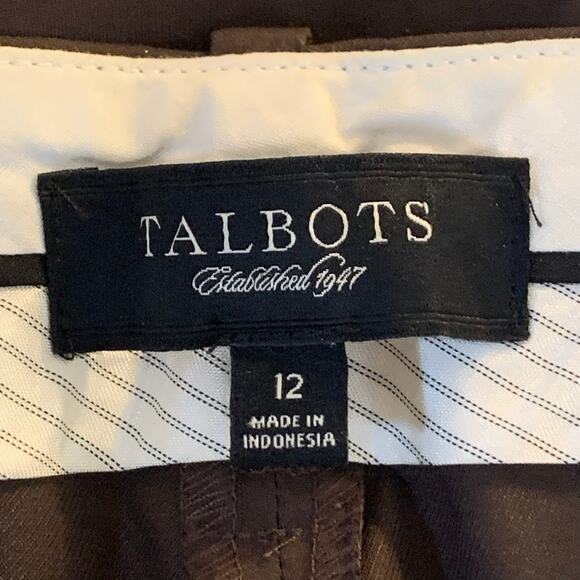 TALBOTS
Established 1947
12
MADE IN
INDONESIA